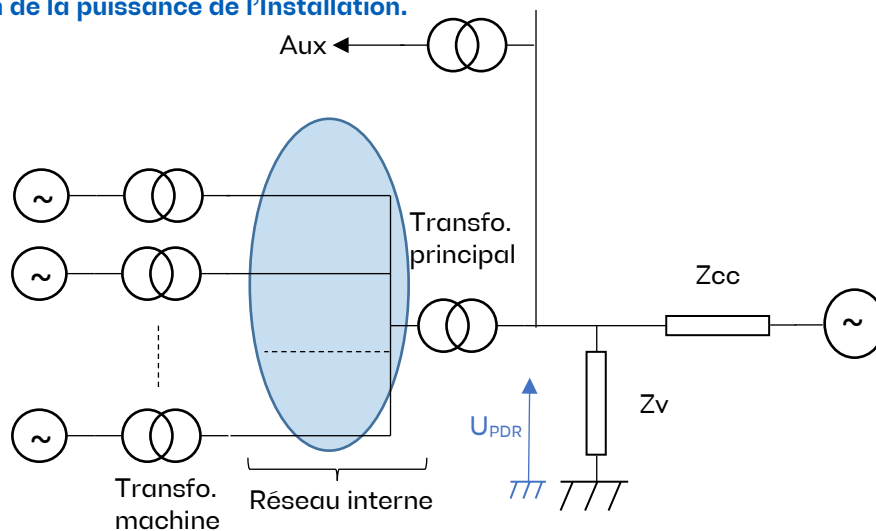 de la puissance de l’Installation.
Aux
Transfo.
principal
Zcc
~
~
~
~
Zv
UPDR
Transfo.
machine
Réseau interne